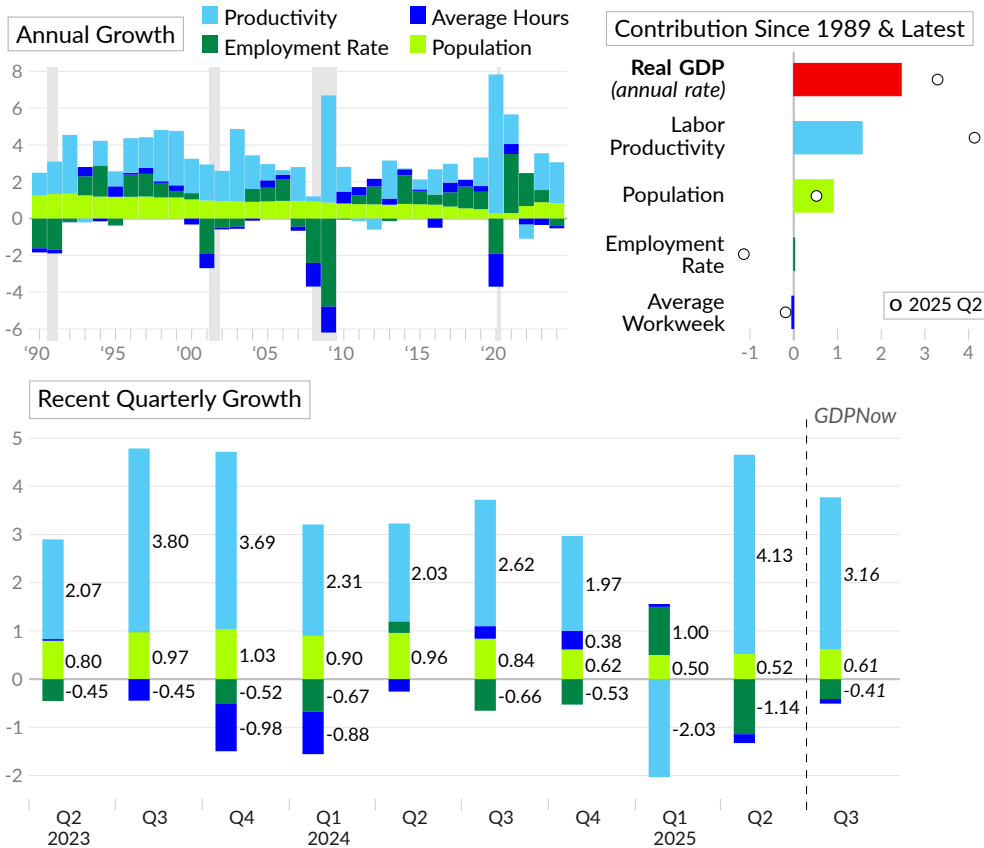 Annual Growth
Productivity
Average Hours
Employment Rate
Population
8
6
4
2
0
-2
-4
-6
‘90
‘95
‘00
‘05
‘10
‘15
‘20
Contribution Since 1989 & Latest
Real GDP
(annual rate)
Labor
Productivity
Population
Employment
Rate
Average
Workweek
2025 Q2
-1
0
1
2
3
4
Recent Quarterly Growth
GDPNow
5
4
3
2
1
0
-1
-2
2.07
0.80
-0.45
3.80
0.97
-0.45
3.69
1.03
-0.52
-0.98
2.31
0.90
-0.67
-0.88
2.03
0.96
2.62
0.84
-0.66
1.97
0.38
0.62
-0.53
1.00
0.50
-2.03
4.13
0.52
-1.14
3.16
0.61
-0.41
Q2
2023
Q3
Q4
Q1
2024
Q2
Q3
Q4
Q1
2025
Q2
Q3